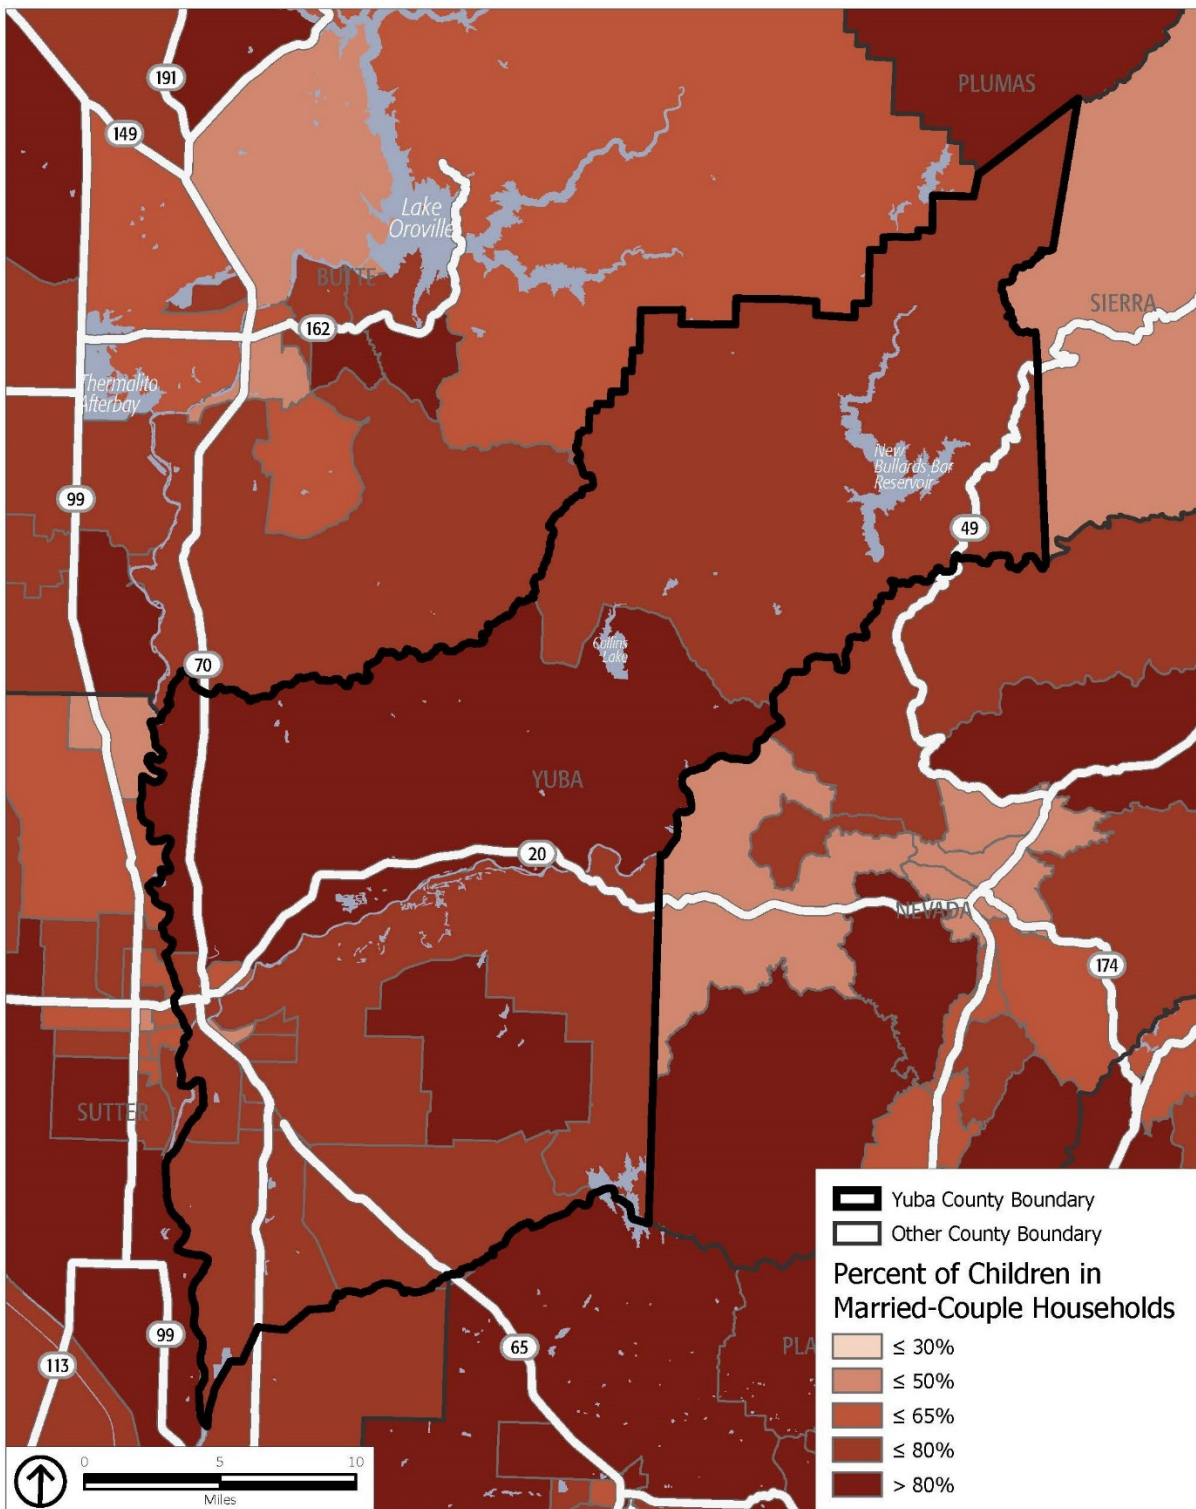 191
PLUMAS
149
Lake
Oroville
BUTTE
SIERRA
162
Thermalito
Afterbay
New
Bullards Bar
Reservoir
99
49
Collins
Lake
70
YUBA
20
NEVADA
174
SUTTER
Yuba County Boundary
Other County Boundary
Percent of Children in
Married-Couple Households
≤ 30%
≤ 50%
≤ 65%
≤ 80%
> 80%
99
65
PLA
113
0 5 10
Miles